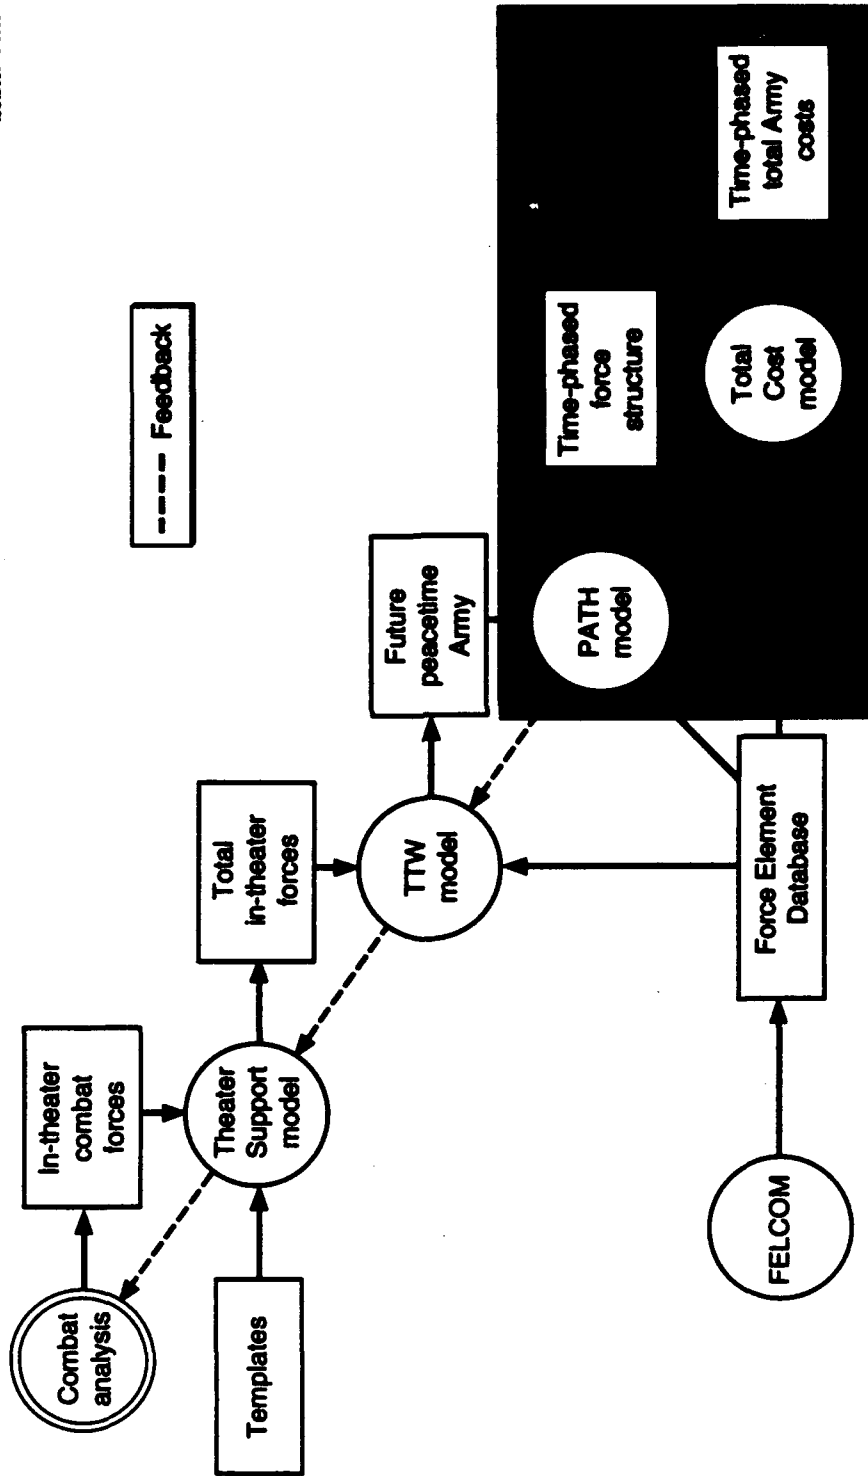 Combat
analysis
In-theater
combat
forces
Templates
Theater
Support
model
Total
in-theater
forces
TTW
model
Future
peacetime
Army
Feedback
FELCOM
Force Element
Database
PATH
model
Time-phased
force
structure
Total
Cost
model
Time-phased
total Army
costs